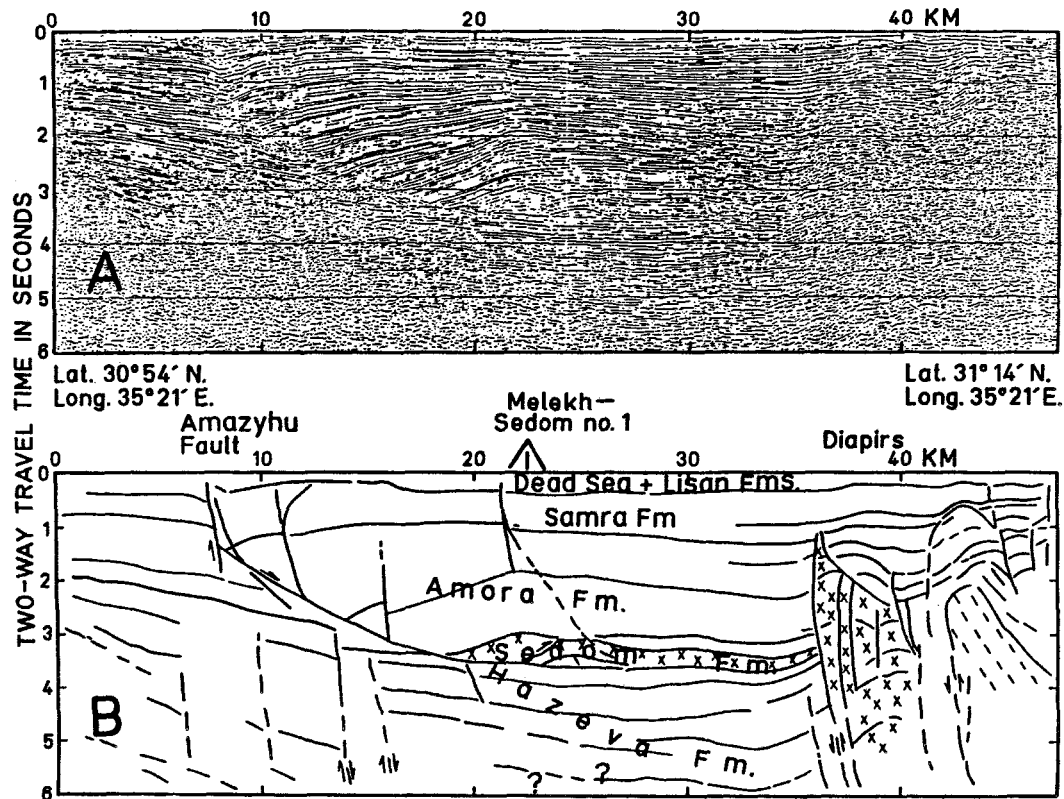 0 10 20 30 40 KM
0
1
2
3
4
5
6
A
TWO-WAY TRAVEL TIME IN SECONDS
Lat. 30°54′ N.
Long. 35°21′ E.
Lat. 31° 14′ N.
Long. 35°21′ E.
Amazyhu
Fault
Melekh—
Sedom no. 1
Diapirs
0 10 20 30 40 KM
0
1
2
3
4
5
6
Dead Sea + Lisan Fms.
Samra Fm
Amora Fm.
Sedom Fm.
Hazeva Fm.
? ?
B